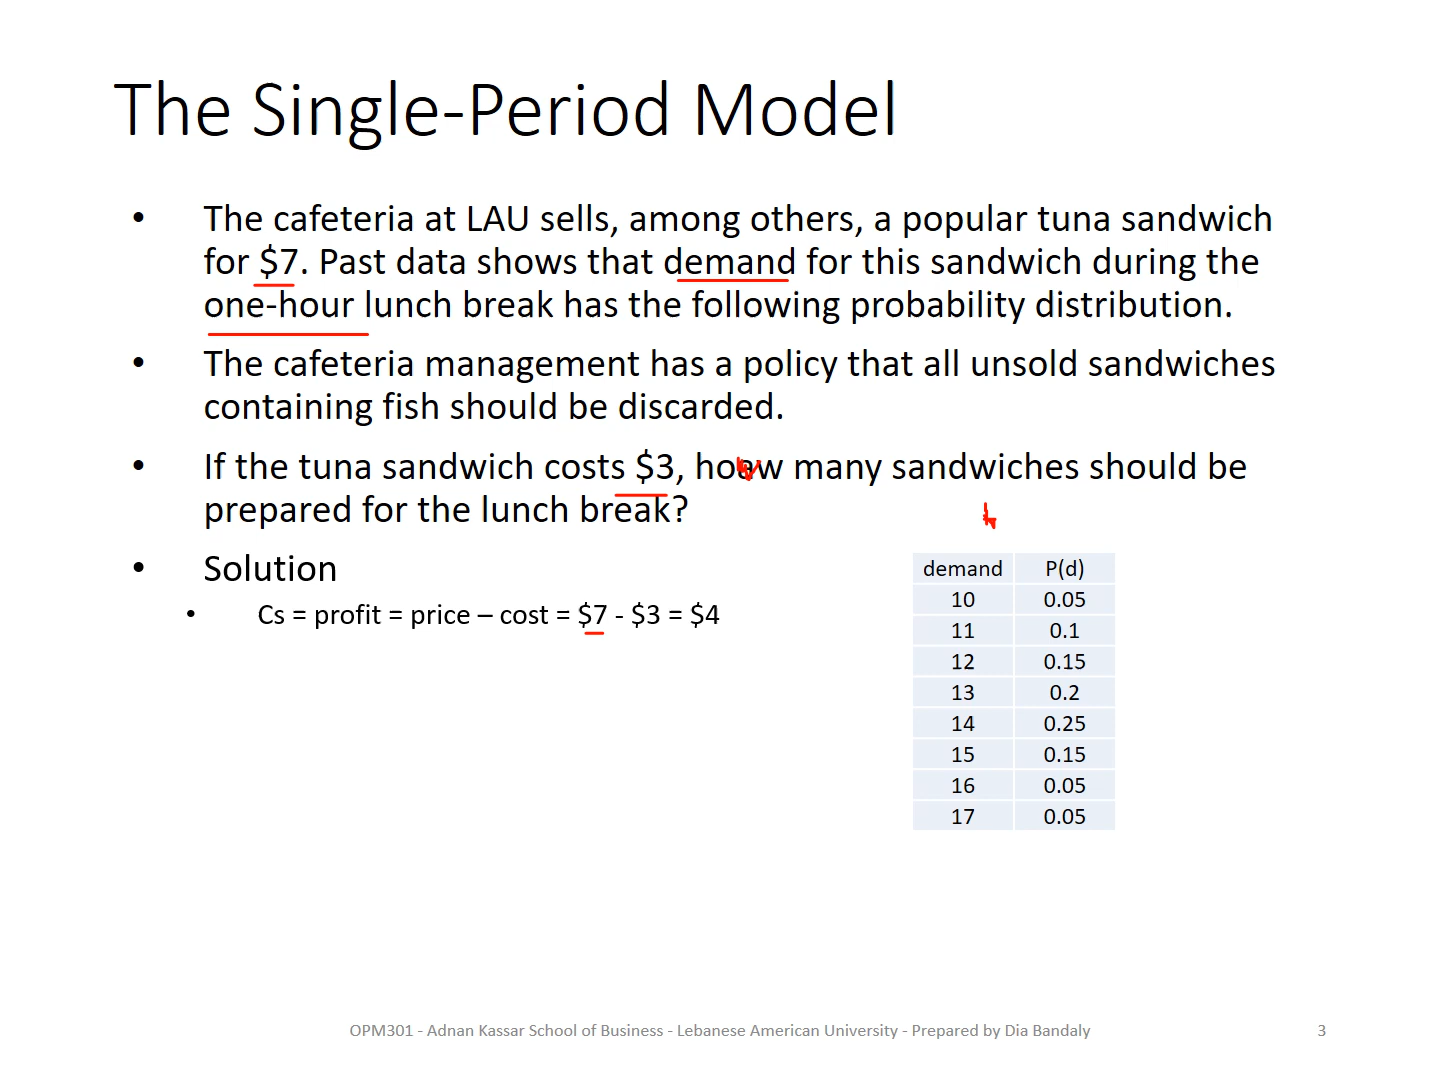 The Single-Period Model
• The cafeteria at LAU sells, among others, a popular tuna sandwich
for $7. Past data shows that demand for this sandwich during the
one-hour lunch break has the following probability distribution.
• The cafeteria management has a policy that all unsold sandwiches
containing fish should be discarded.
• If the tuna sandwich costs $3, hoaw many sandwiches should be
prepared for the lunch break?
• Solution
• Cs = profit = price – cost = $7 - $3 = $4
demand P(d)
10 0.05
11 0.1
12 0.15
13 0.2
14 0.25
15 0.15
16 0.05
17 0.05
OPM301 - Adnan Kassar School of Business - Lebanese American University - Prepared by Dia Bandaly 3